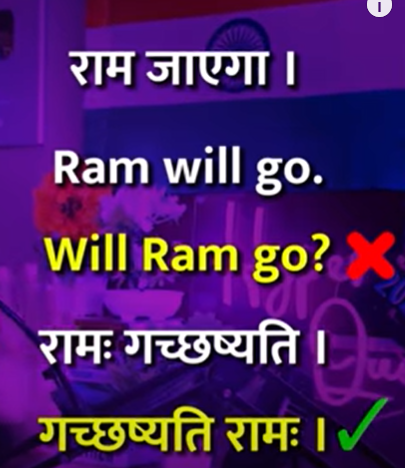 राम जाएगा ।
Ram will go.
Will Ram go? ❌
रामः गच्छष्यति ।
गच्छष्यति रामः । ✓